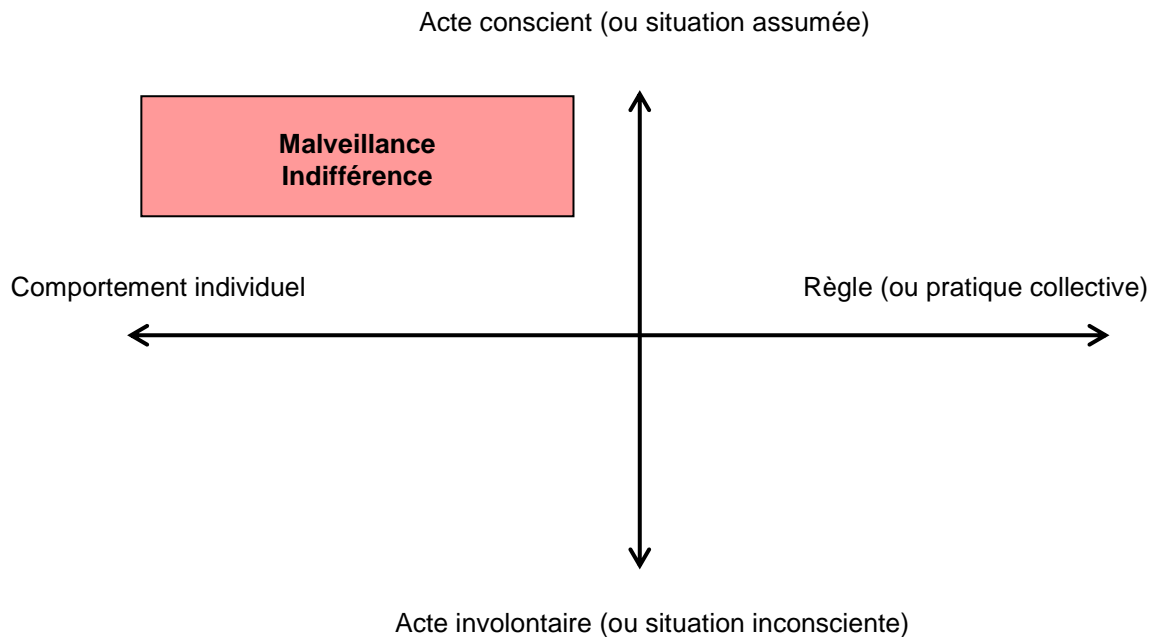 Acte conscient (ou situation assumée)
Malveillance
Indifférence
Comportement individuel
Règle (ou pratique collective)
Acte involontaire (ou situation inconsciente)